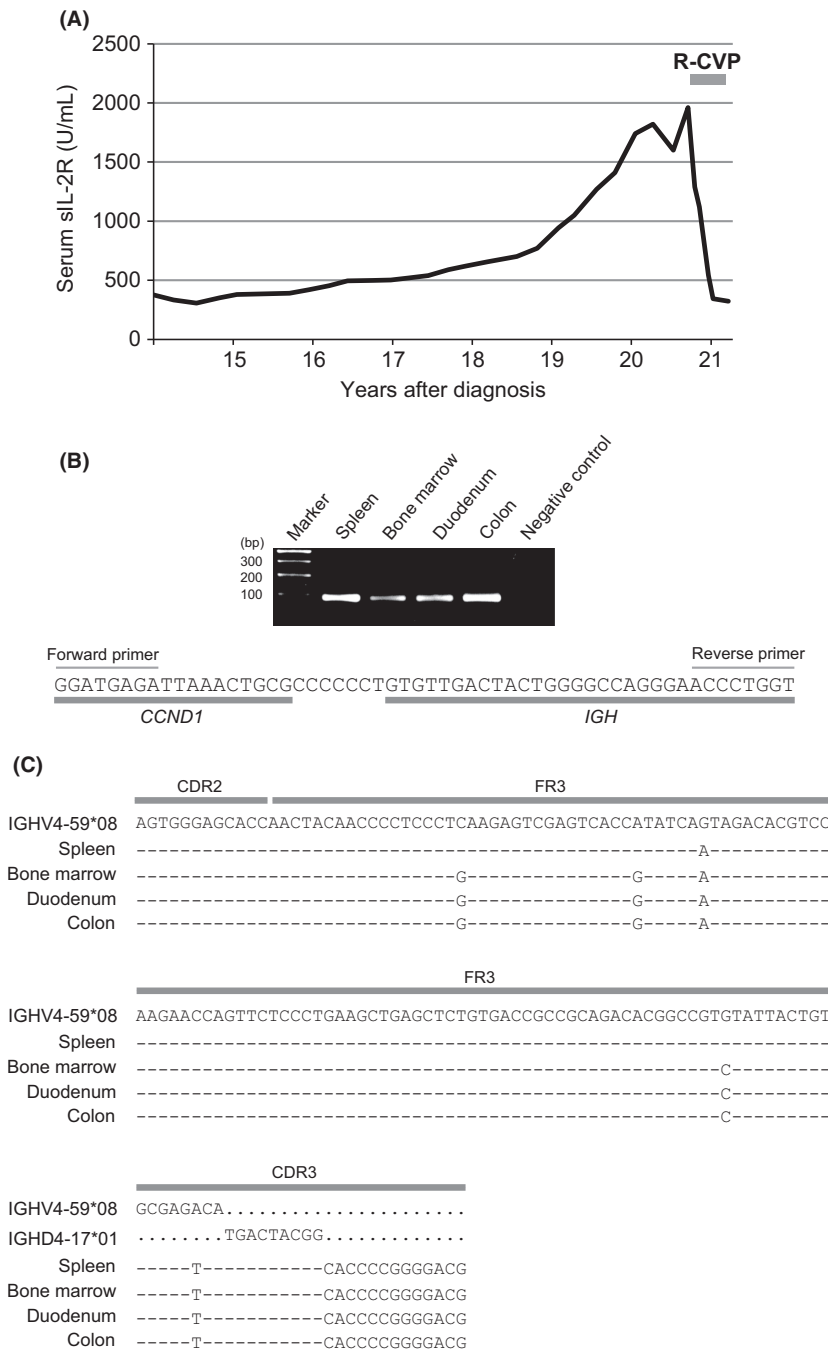 (A)
2500
2000
1500
1000
500
0
Serum sIL-2R (U/mL)
R-CVP
15 16 17 18 19 20 21
Years after diagnosis
(B)
Marker Spleen Bone marrow Duodenum Colon Negative control
(bp)
300
200
100
Forward primer Reverse primer
GGATGAGATTAAACTGCGCCCCCCTGTGTTGACTACTGGGGCCAGGGAACCCTGGT
CCND1 IGH
(C)
CDR2 FR3
IGHV4-59*08 AGTGGGAGCACCAACTACAACCCCTCCCTCAAGAGTCGAGTCACCATATCAGTAGACACGTCC
Spleen ---------------------------------------------------A-----------
Bone marrow -----------------------------G---------------G-----A-----------
Duodenum -----------------------------G---------------G-----A-----------
Colon -----------------------------G---------------G-----A-----------
FR3
IGHV4-59*08 AAGAACCAGTTCTCCCTGAAGCTGAGCTCTGTGACCGCCGCAGACACGGCCGTGTATTACTGT
Spleen ---------------------------------------------------------------
Bone marrow -----------------------------------------------------C---------
Duodenum -----------------------------------------------------C---------
Colon -----------------------------------------------------C---------
CDR3
IGHV4-59*08 GCGAGACA......................
IGHD4-17*01 ........TGACTACGG.............
Spleen -----T-----------CACCCCGGGGACG
Bone marrow -----T-----------CACCCCGGGGACG
Duodenum -----T-----------CACCCCGGGGACG
Colon -----T-----------CACCCCGGGGACG